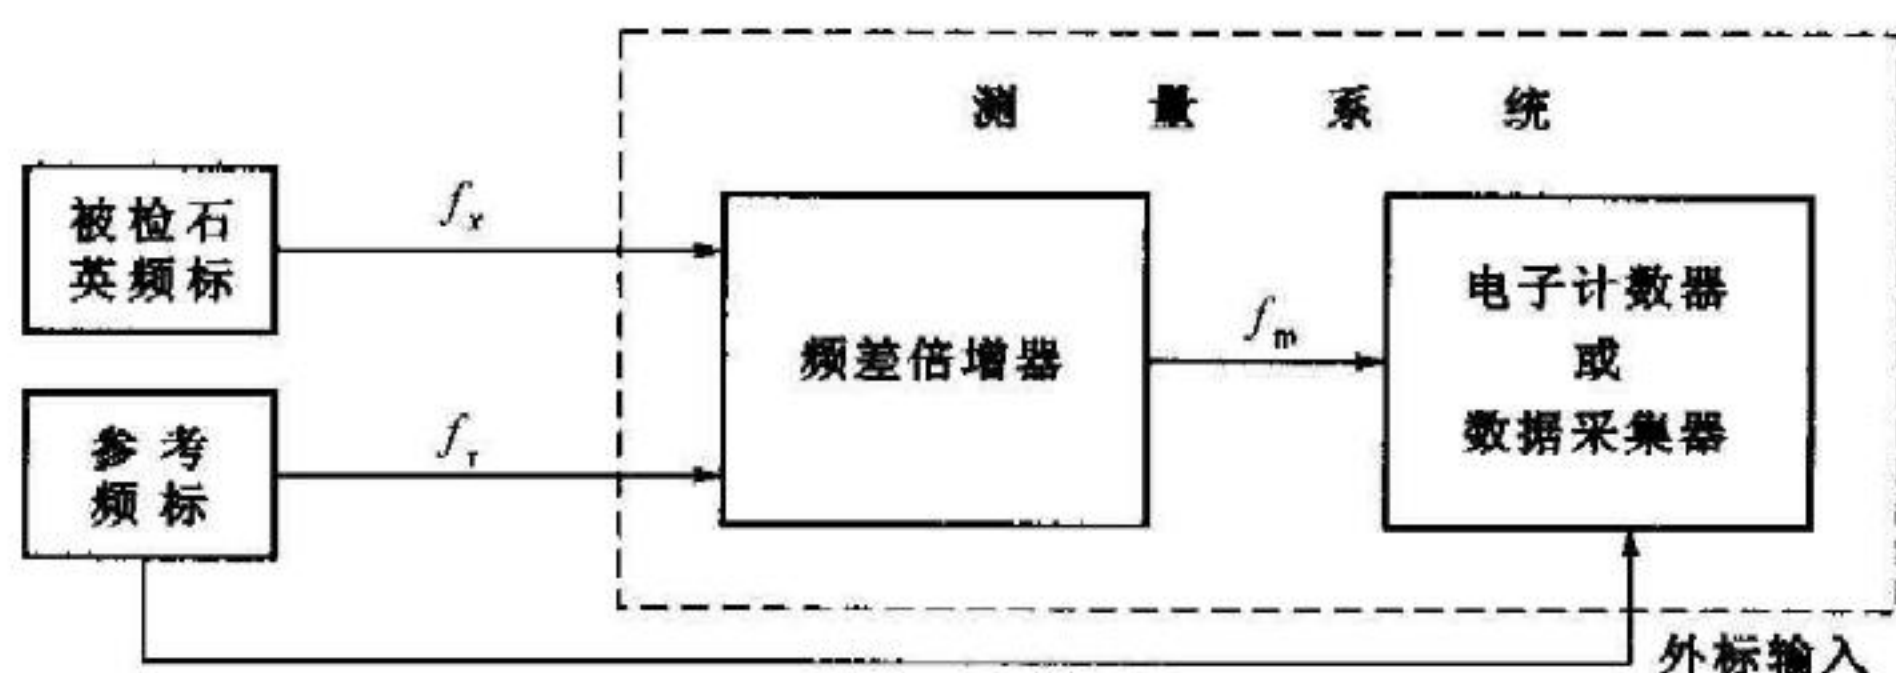 测量系统
被检石
英频标
f_x
频差倍增器
f_m
电子计数器
或
数据采集器
参考
频标
f_r
外标输入